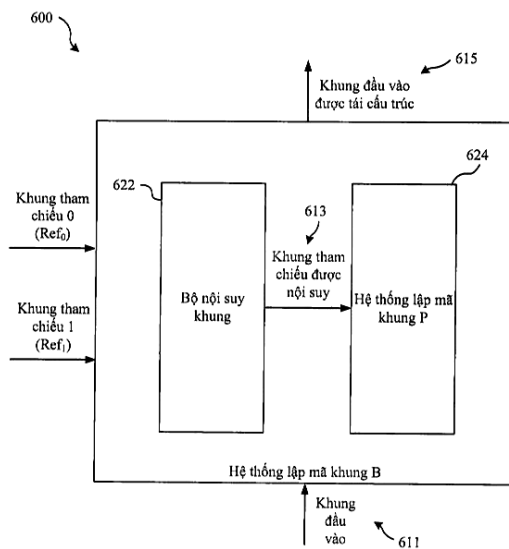 600
615
Khung đầu vào
được tái cấu trúc
622
624
Khung tham
chiếu 0
(Ref₀)
613
Khung tham
chiếu được
nội suy
Bộ nội suy
khung
Hệ thống lập mã
khung P
Khung tham
chiếu 1
(Ref₁)
Hệ thống lập mã khung B
Khung
đầu
vào
611